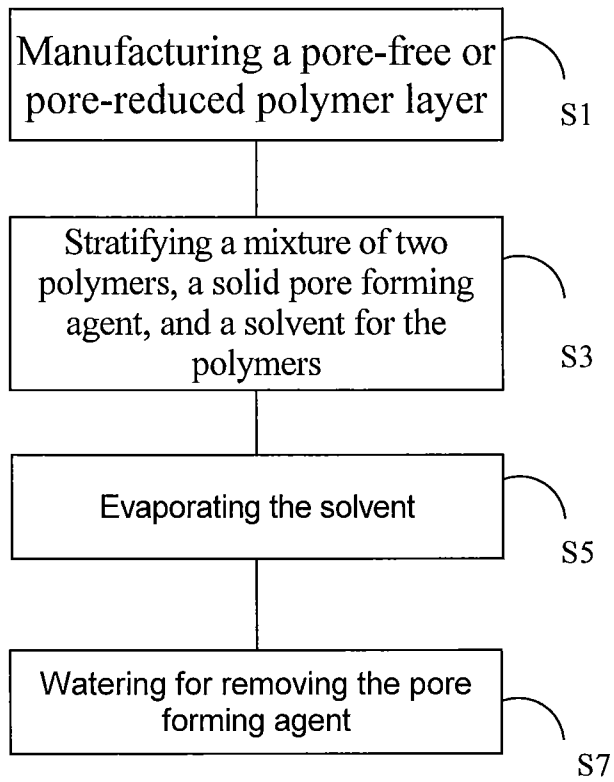 Manufacturing a pore-free or
pore-reduced polymer layer
S1
Stratifying a mixture of two
polymers, a solid pore forming
agent, and a solvent for the
polymers
S3
Evaporating the solvent
S5
Watering for removing the pore
forming agent
S7